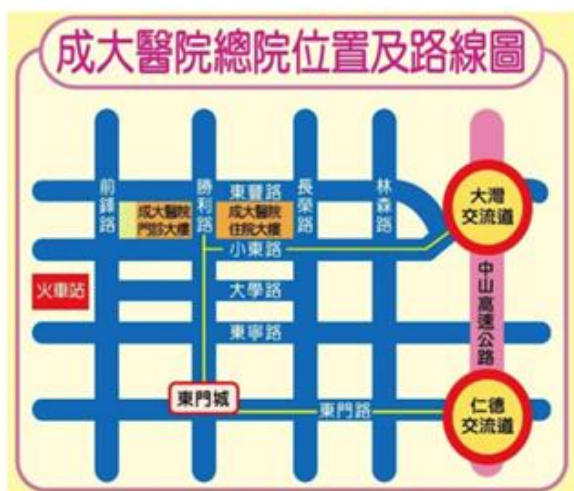 成大醫院總院位置及路線圖
前鋒路
勝利路
長榮路
林森路
東豐路
成大醫院
門診大樓
成大醫院
住院大樓
大灣
交流道
小東路
火車站
大學路
中山高速公路
東寧路
東門城
東門路
仁德
交流道